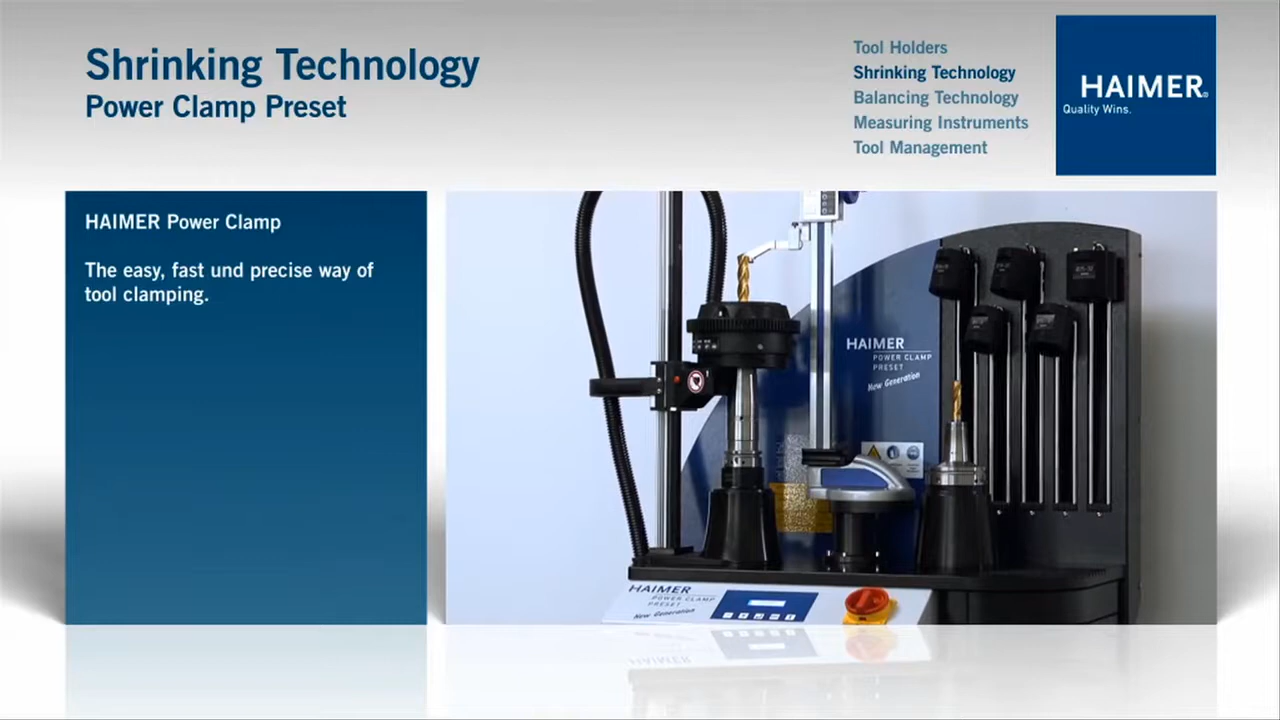 Shrinking Technology
Power Clamp Preset
Tool Holders
Shrinking Technology
Balancing Technology
Measuring Instruments
Tool Management
HAIMER®
Quality Wins.
HAIMER Power Clamp
The easy, fast und precise way of
tool clamping.
HAIMER
POWER CLAMP
PRESET
New Generation
HAIMER
POWER CLAMP
PRESET
New Generation